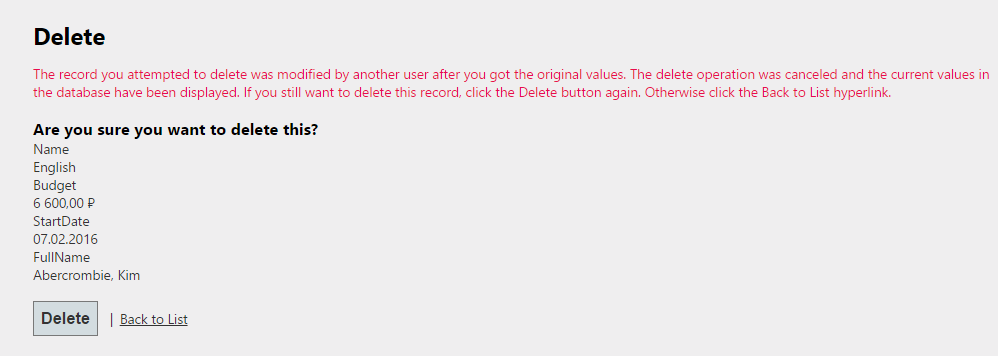 Delete
The record you attempted to delete was modified by another user after you got the original values. The delete operation was canceled and the current values in
the database have been displayed. If you still want to delete this record, click the Delete button again. Otherwise click the Back to List hyperlink.
Are you sure you want to delete this?
Name
English
Budget
6 600,00 ₽
StartDate
07.02.2016
FullName
Abercrombie, Kim
Delete | Back to List